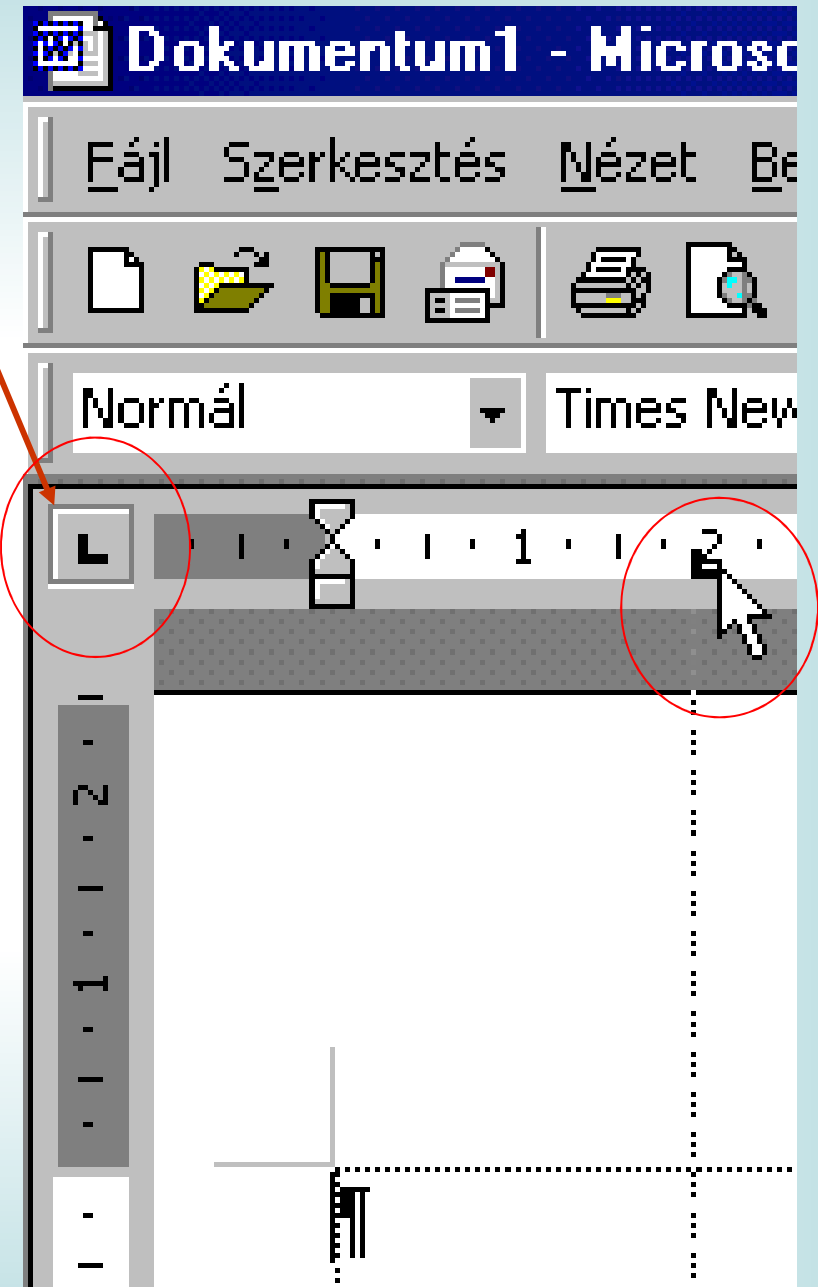 Dokumentum1 - Microso
Fájl Szerkesztés Nézet Be
Normál Times New
1 2
2
1
¶